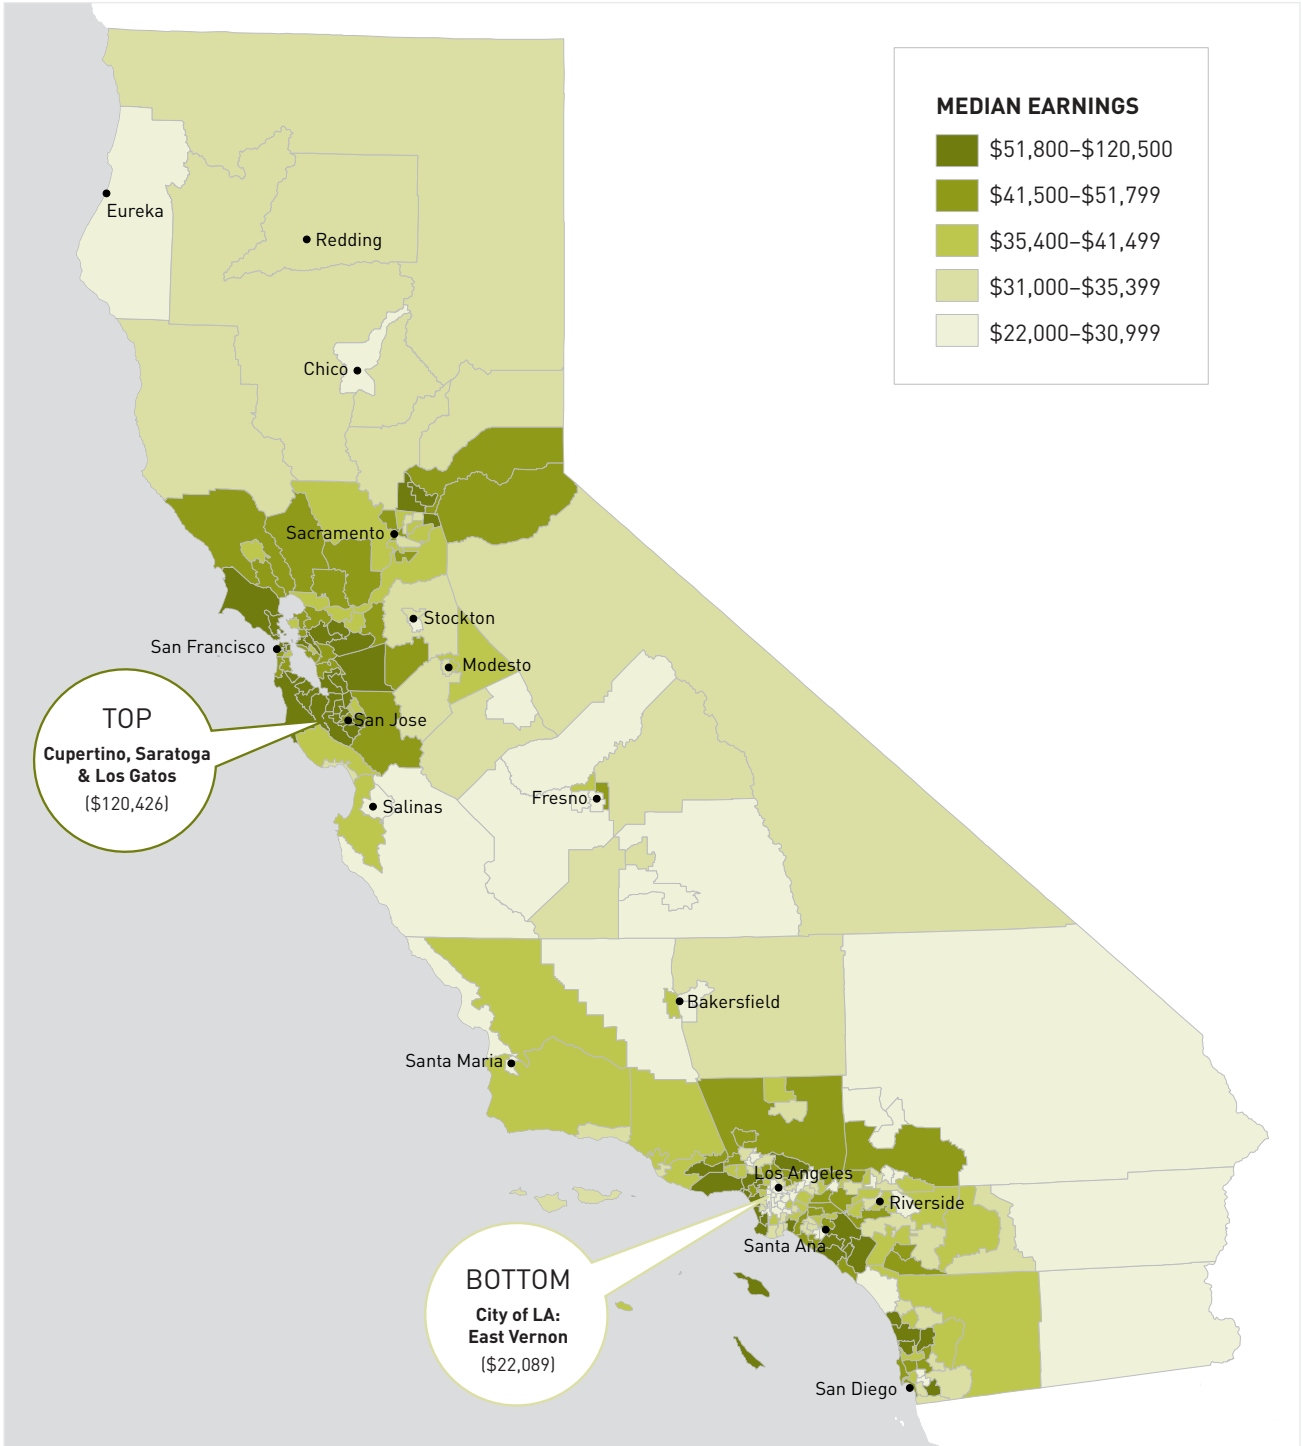 MEDIAN EARNINGS
$51,800–$120,500
$41,500–$51,799
$35,400–$41,499
$31,000–$35,399
$22,000–$30,999
Eureka
Redding
Chico
Sacramento
Stockton
San Francisco
Modesto
San Jose
TOP
Cupertino, Saratoga
& Los Gatos
($120,426)
Fresno
Salinas
Bakersfield
Santa Maria
Los Angeles
Riverside
Santa Ana
BOTTOM
City of LA:
East Vernon
($22,089)
San Diego